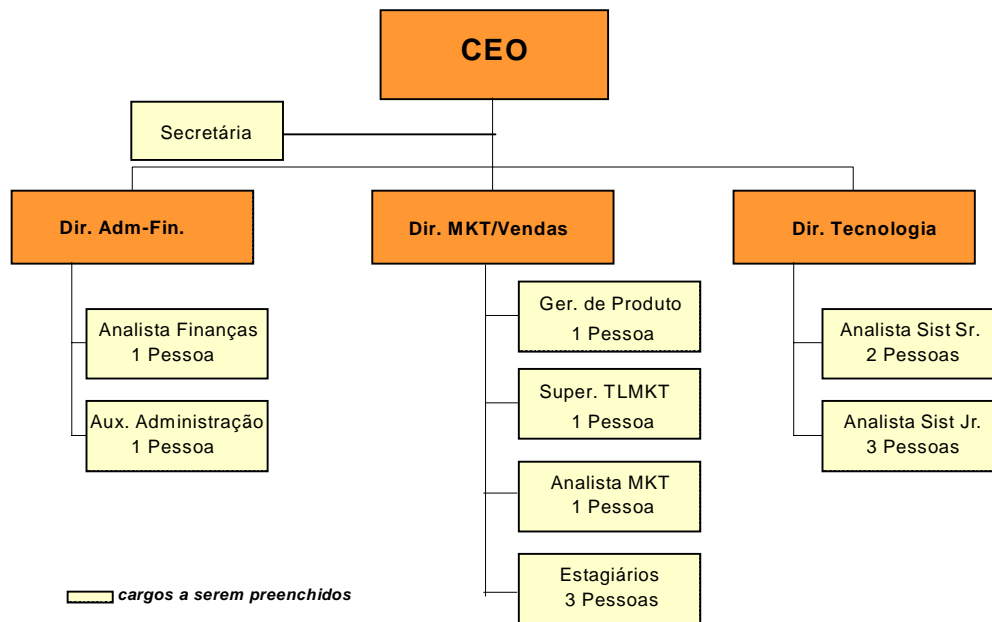 CEO
Secretária
Dir. Adm-Fin.
Dir. MKT/Vendas
Dir. Tecnologia
Analista Finanças
1 Pessoa
Aux. Administração
1 Pessoa
Ger. de Produto
1 Pessoa
Super. TLMKT
1 Pessoa
Analista MKT
1 Pessoa
Estagiários
3 Pessoas
Analista Sist Sr.
2 Pessoas
Analista Sist Jr.
3 Pessoas
cargos a serem preenchidos